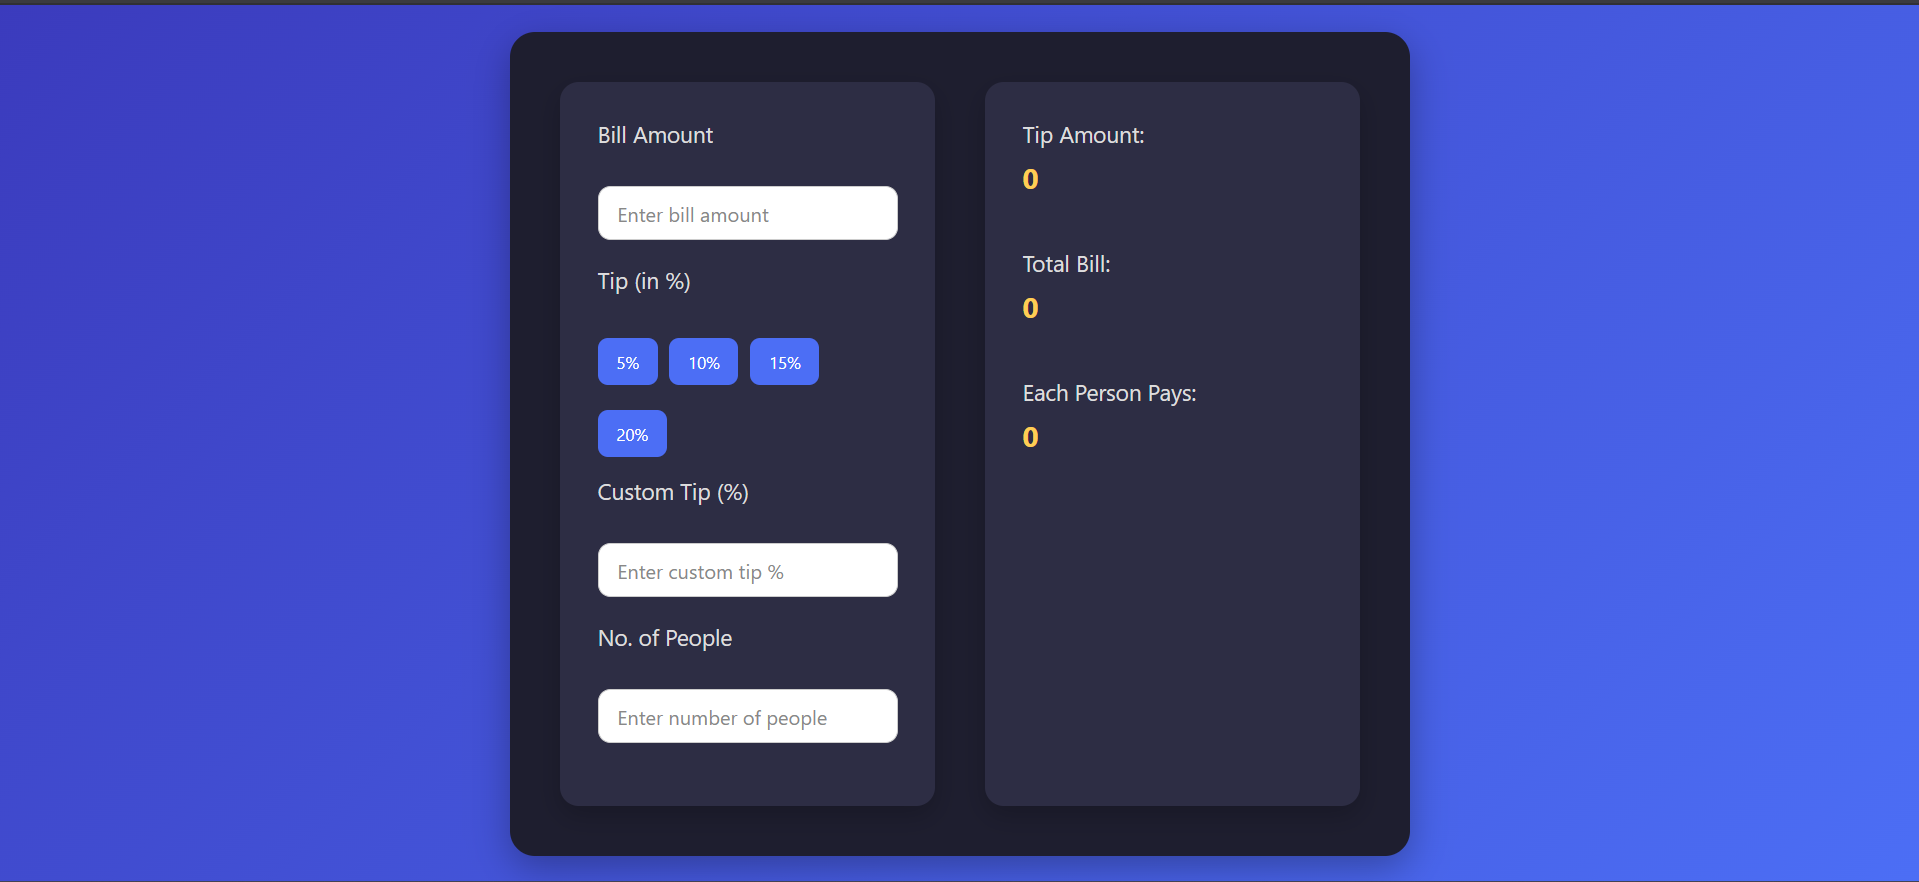 Bill Amount
Enter bill amount
Tip (in %)
5% 10% 15%
20%
Custom Tip (%)
Enter custom tip %
No. of People
Enter number of people
Tip Amount:
0
Total Bill:
0
Each Person Pays:
0